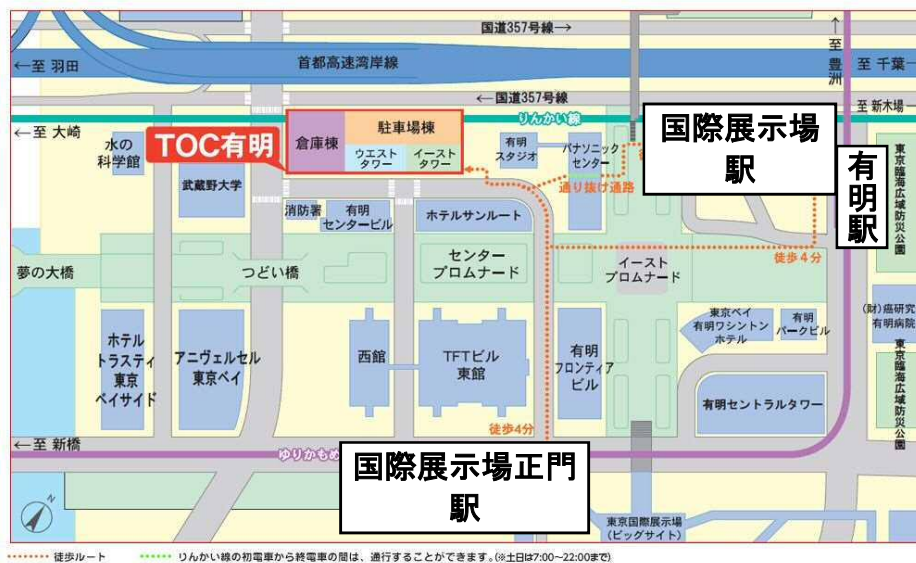 国道357号線→
←至 羽田
首都高速湾岸線
↑至 豊洲
至 千葉→
←国道357号線
至 新木場
りんかい線
←至 大崎
水の
科学館
TOC有明
倉庫棟
駐車場棟
ウエスト
タワー
イースト
タワー
有明
スタジオ
パナソニック
センター
国際展示場
駅
有明駅
東京臨海広域防災公園
武蔵野大学
通り抜け通路
消防署
有明
センタービル
ホテルサンルート
徒歩4分
夢の大橋
つどい橋
センター
プロムナード
イースト
プロムナード
ホテル
トラスティ
東京
ベイサイド
アニヴェルセル
東京ベイ
西館
TFTビル
東館
有明
フロンティア
ビル
東京ベイ
有明ワシントン
ホテル
有明
パークビル
(財)癌研究
有明病院
東京臨海広域防災公園
有明セントラルタワー
徒歩4分
←至 新橋
ゆりかもめ
国際展示場正門
駅
N
東京国際展示場
(ビッグサイト)
徒歩ルート
りんかい線の初電車から終電車の間は、通行することができます。(※土日は7:00〜22:00まで)